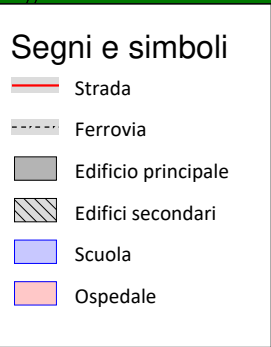 Segni e simboli
Strada
Ferrovia
Edificio principale
Edifici secondari
Scuola
Ospedale